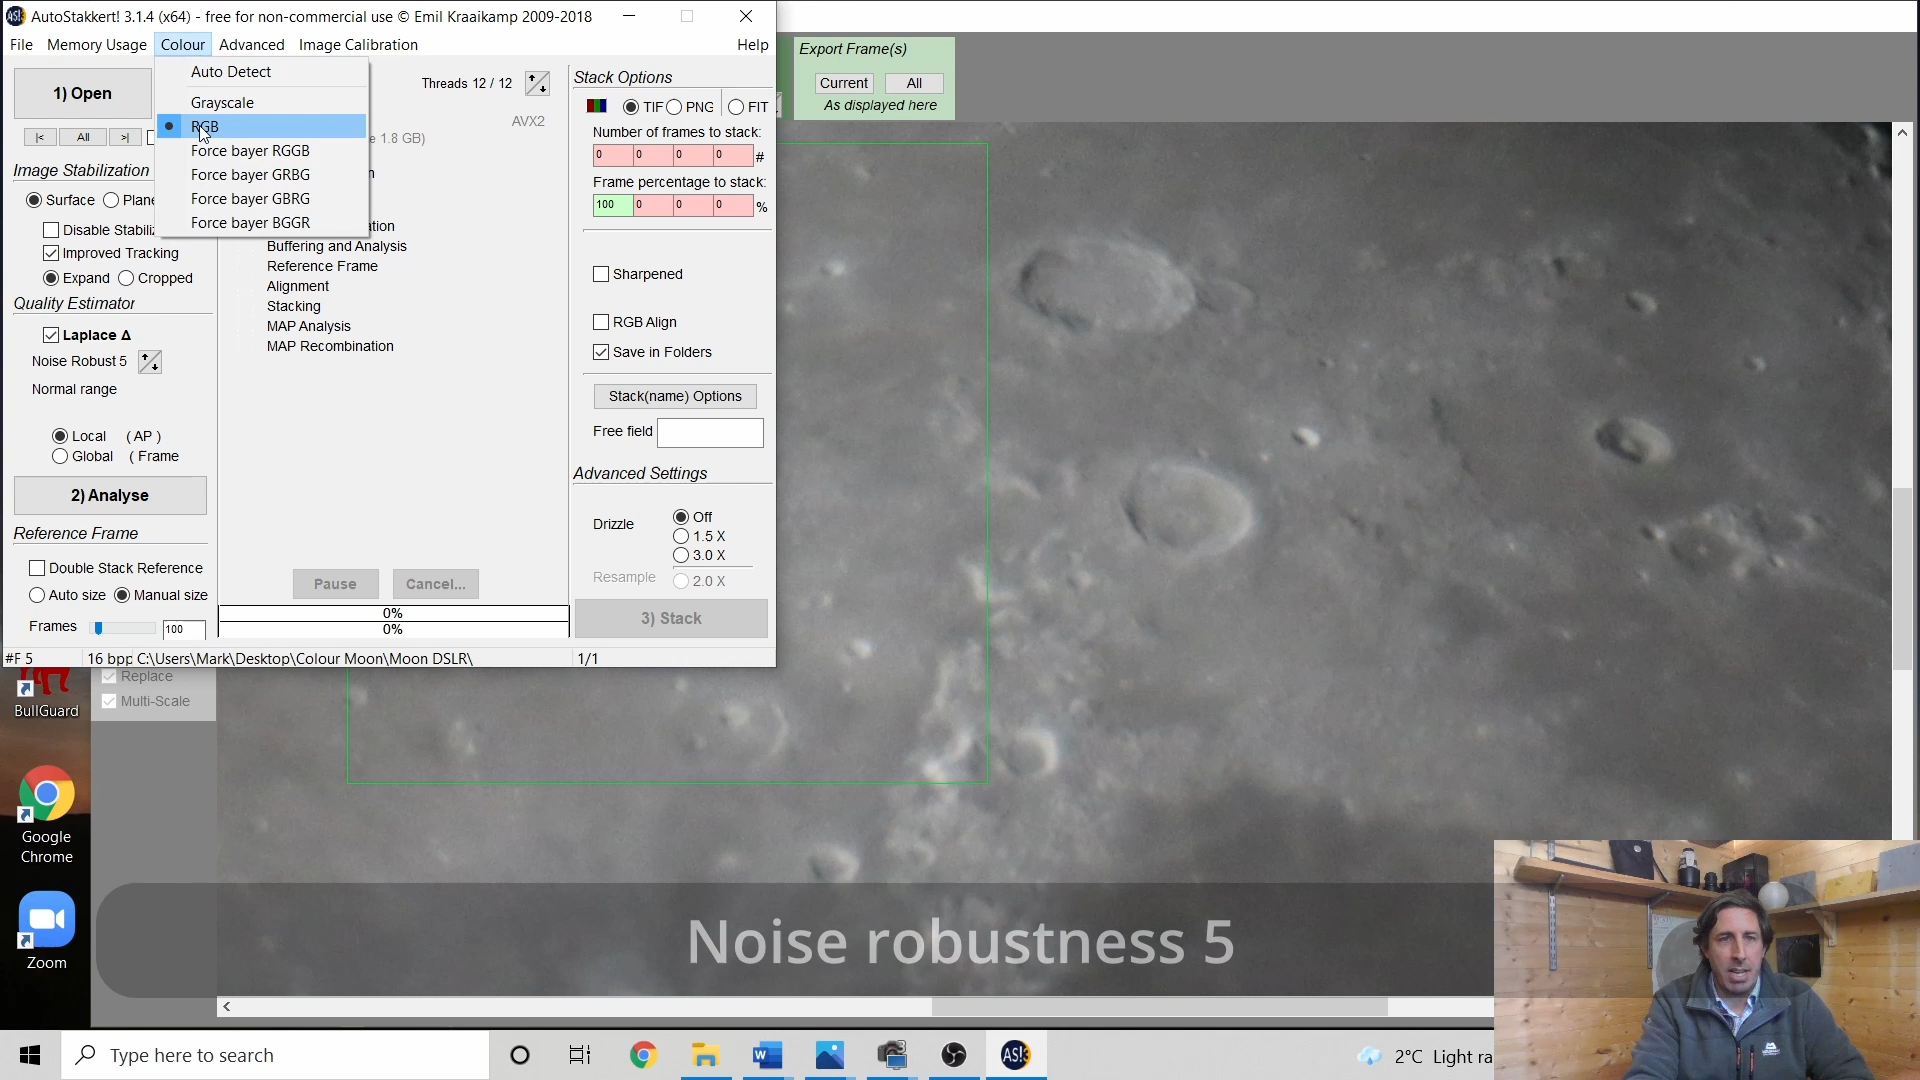 AutoStakkert! 3.1.4 (x64) - free for non-commercial use © Emil Kraaikamp 2009-2018
File Memory Usage Colour Advanced Image Calibration Help
Auto Detect
Grayscale
RGB
Force bayer RGGB
Force bayer GRBG
Force bayer GBRG
Force bayer BGGR
1) Open
|< All >|
Threads 12 / 12
AVX2
e 1.8 GB)
Image Stabilization
Surface Plane
Disable Stabiliz
Improved Tracking
Expand Cropped
Quality Estimator
Laplace Δ
Noise Robust 5
Normal range
Local ( AP )
Global ( Frame
2) Analyse
Reference Frame
Double Stack Reference
Auto size Manual size
Frames 100
Buffering and Analysis
Reference Frame
Alignment
Stacking
MAP Analysis
MAP Recombination
Pause Cancel...
0%
0%
Stack Options
TIF PNG FIT
Number of frames to stack:
0 0 0 0 #
Frame percentage to stack:
100 0 0 0 %
Sharpened
RGB Align
Save in Folders
Stack(name) Options
Free field
Advanced Settings
Drizzle
Off
1.5 X
3.0 X
Resample 2.0 X
3) Stack
#F 5 16 bpp C:\Users\Mark\Desktop\Colour Moon\Moon DSLR\ 1/1
Export Frame(s)
Current All
As displayed here
Replace
Multi-Scale
BullGuard
Google
Chrome
Zoom
Noise robustness 5
Type here to search
AS!3
2°C Light ra